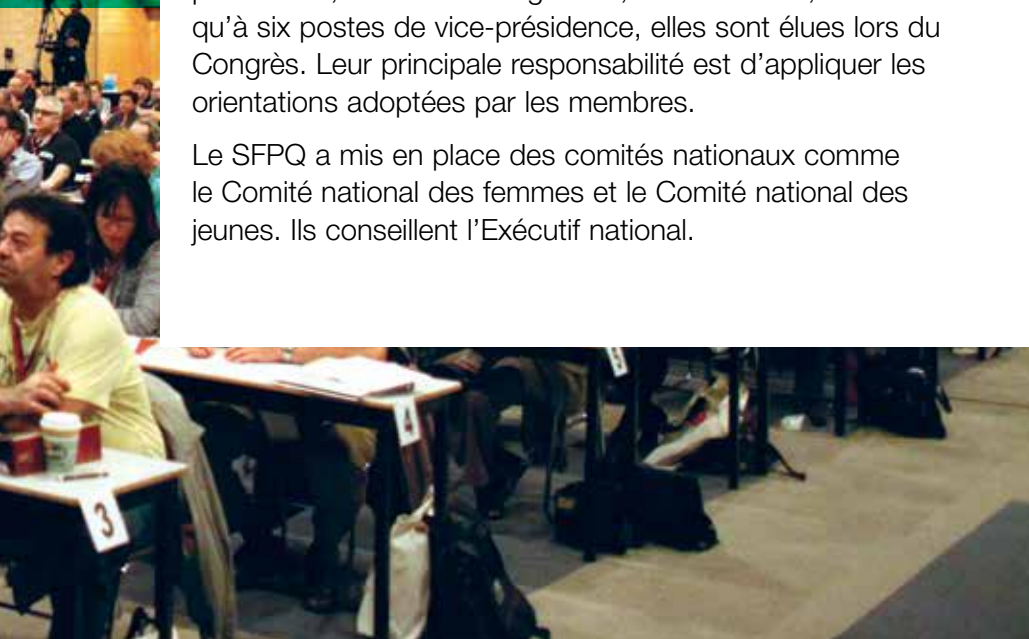 qu’à six postes de vice-présidence, elles sont élues lors du
Congrès. Leur principale responsabilité est d’appliquer les
orientations adoptées par les membres.
Le SFPQ a mis en place des comités nationaux comme
le Comité national des femmes et le Comité national des
jeunes. Ils conseillent l’Exécutif national.
4
3